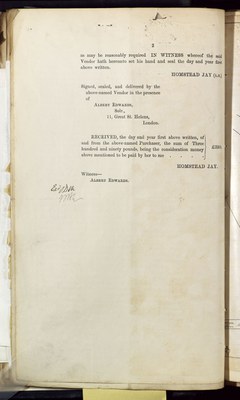 2
as may be reasonably required IN WITNESS whereof the said
Vendor hath hereunto set his hand and seal the day and year first
above written.
HOMSTEAD JAY (L.S.)
Signed, sealed, and delivered by the
above-named Vendor in the presence
of
ALBERT EDWARDS,
Solr.,
11, Great St. Helens,
London.
RECEIVED, the day and year first above written, of
and from the above-named Purchaser, the sum of Three
hundred and ninety pounds, being the consideration money
above mentioned to be paid by her to me
£390.
HOMSTEAD JAY.
Witness—
ALBERT EDWARDS.